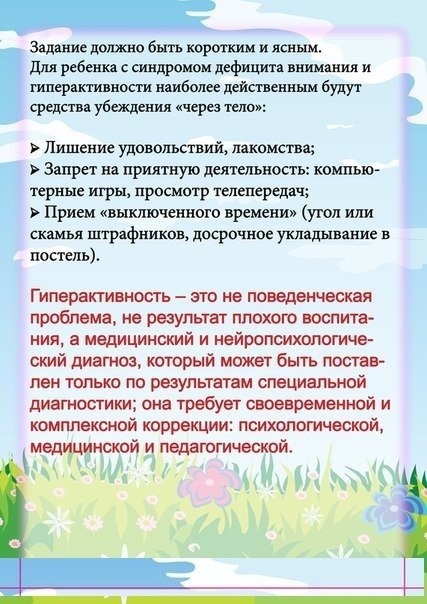 Задание должно быть коротким и ясным.
Для ребенка с синдромом дефицита внимания и
гиперактивности наиболее действенным будут
средства убеждения «через тело»:
➢ Лишение удовольствий, лакомства;
➢ Запрет на приятную деятельность: компью-
терные игры, просмотр телепередач;
➢ Прием «выключенного времени» (угол или
скамья штрафников, досрочное укладывание в
постель).
Гиперактивность – это не поведенческая
проблема, не результат плохого воспита-
ния, а медицинский и нейропсихологиче-
ский диагноз, который может быть постав-
лен только по результатам специальной
диагностики; она требует своевременной и
комплексной коррекции: психологической,
медицинской и педагогической.